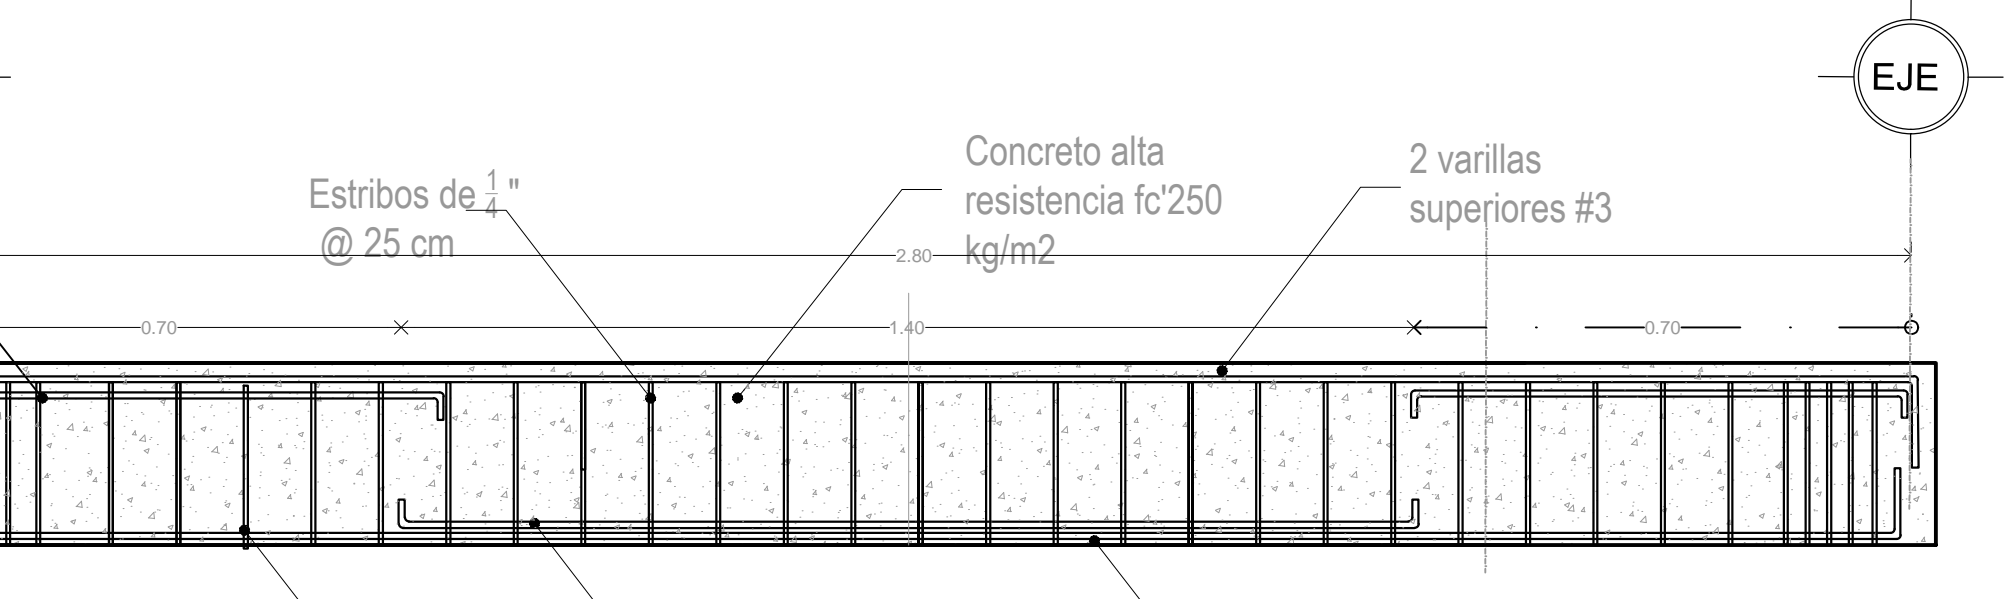 EJE
Concreto alta
resistencia fc'250
kg/m2
2 varillas
superiores #3
Estribos de 1/4 "
@ 25 cm
2.80
0.70
1.40
0.70